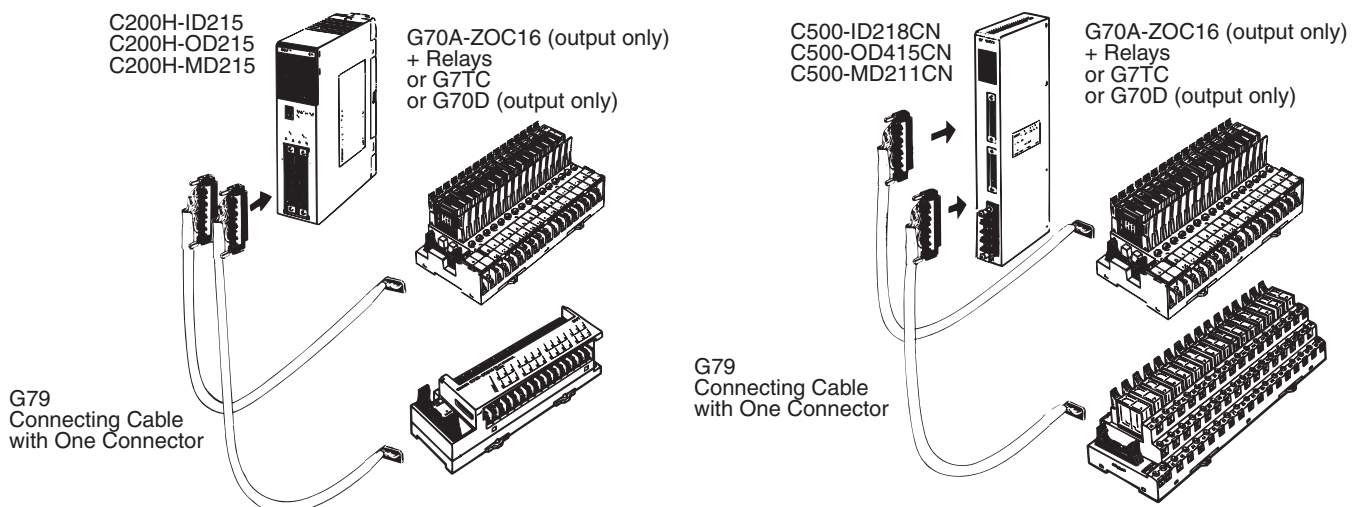 C200H-ID215
C200H-OD215
C200H-MD215
G70A-ZOC16 (output only)
+ Relays
or G7TC
or G70D (output only)
G79
Connecting Cable
with One Connector
C500-ID218CN
C500-OD415CN
C500-MD211CN
G70A-ZOC16 (output only)
+ Relays
or G7TC
or G70D (output only)
G79
Connecting Cable
with One Connector